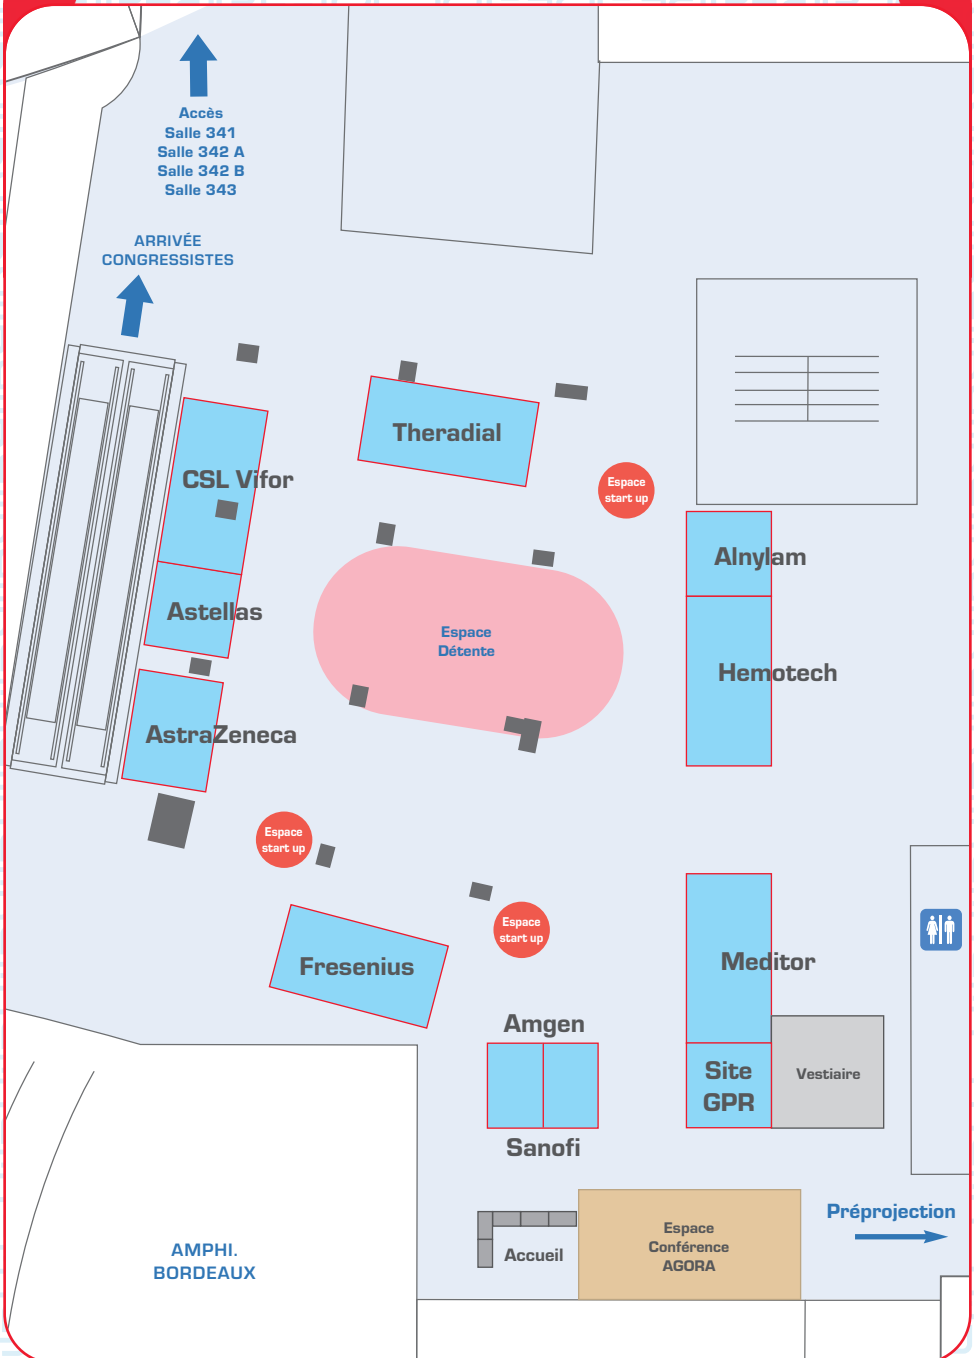 Accès
Salle 341
Salle 342 A
Salle 342 B
Salle 343
ARRIVÉE
CONGRESSISTES
CSL Vifor
Theradial
Espace
start up
Alnylam
Astellas
Espace
Détente
Hemotech
AstraZeneca
Espace
start up
Espace
start up
Fresenius
Meditor
Amgen
Site
GPR
Vestiaire
Sanofi
Préprojection
Accueil
Espace
Conférence
AGORA
AMPHI.
BORDEAUX